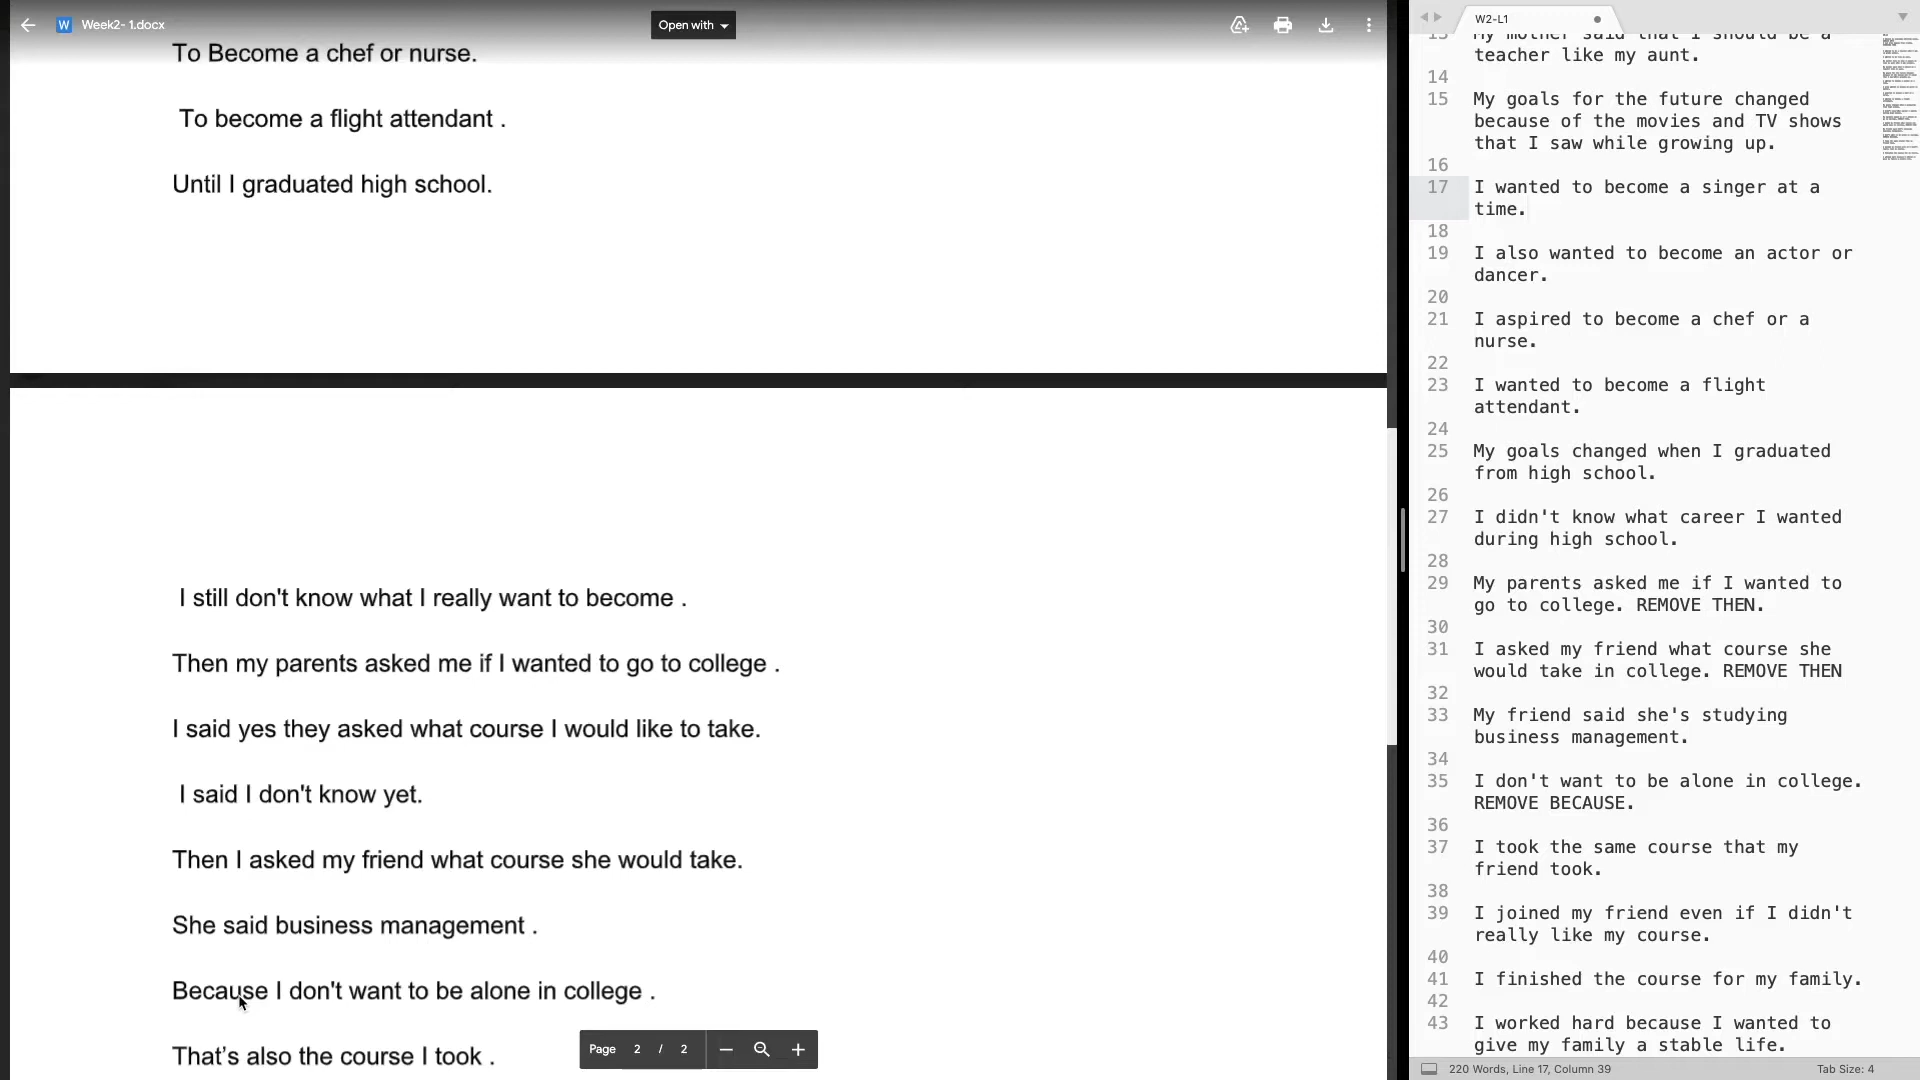 Week2- 1.docx
Open with
To Become a chef or nurse.
To become a flight attendant .
Until I graduated high school.
I still don't know what I really want to become .
Then my parents asked me if I wanted to go to college .
I said yes they asked what course I would like to take.
I said I don't know yet.
Then I asked my friend what course she would take.
She said business management .
Because I don't want to be alone in college .
That's also the course I took .
Page 2 / 2
W2-L1
13 My mother said that I should be a
teacher like my aunt.
14
15 My goals for the future changed
because of the movies and TV shows
that I saw while growing up.
16
17 I wanted to become a singer at a
time.
18
19 I also wanted to become an actor or
dancer.
20
21 I aspired to become a chef or a
nurse.
22
23 I wanted to become a flight
attendant.
24
25 My goals changed when I graduated
from high school.
26
27 I didn't know what career I wanted
during high school.
28
29 My parents asked me if I wanted to
go to college. REMOVE THEN.
30
31 I asked my friend what course she
would take in college. REMOVE THEN
32
33 My friend said she's studying
business management.
34
35 I don't want to be alone in college.
REMOVE BECAUSE.
36
37 I took the same course that my
friend took.
38
39 I joined my friend even if I didn't
really like my course.
40
41 I finished the course for my family.
42
43 I worked hard because I wanted to
give my family a stable life.
220 Words, Line 17, Column 39
Tab Size: 4